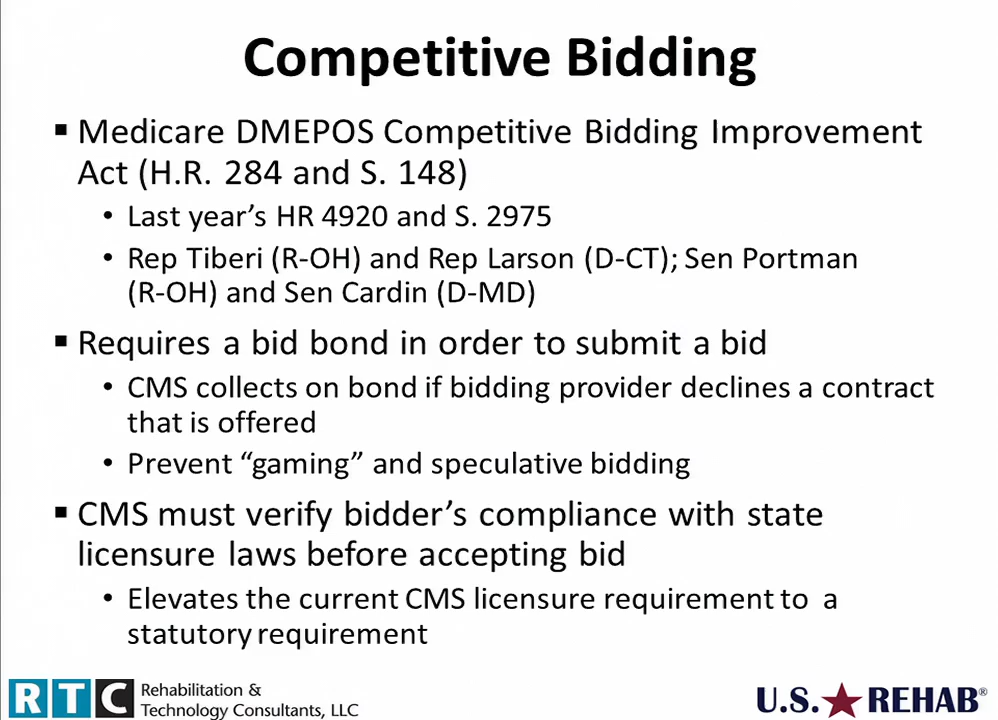 Competitive Bidding
▪ Medicare DMEPOS Competitive Bidding Improvement
Act (H.R. 284 and S. 148)
• Last year’s HR 4920 and S. 2975
• Rep Tiberi (R-OH) and Rep Larson (D-CT); Sen Portman
(R-OH) and Sen Cardin (D-MD)
▪ Requires a bid bond in order to submit a bid
• CMS collects on bond if bidding provider declines a contract
that is offered
• Prevent “gaming” and speculative bidding
▪ CMS must verify bidder’s compliance with state
licensure laws before accepting bid
• Elevates the current CMS licensure requirement to a
statutory requirement
RTC Rehabilitation &
Technology Consultants, LLC
U.S. REHAB®